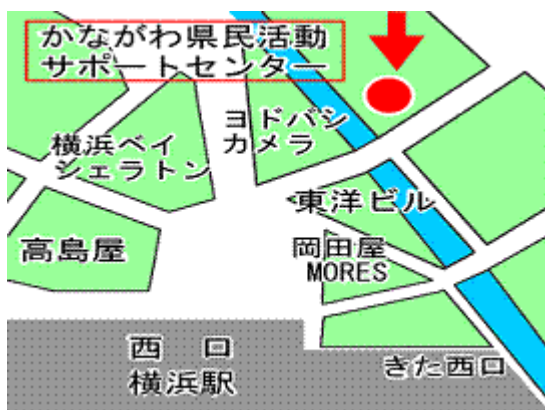 かながわ県民活動
サポートセンター
ヨドバシ
カメラ
横浜ベイ
シェラトン
東洋ビル
高島屋
岡田屋
MORES
西 口
横浜駅
きた西口